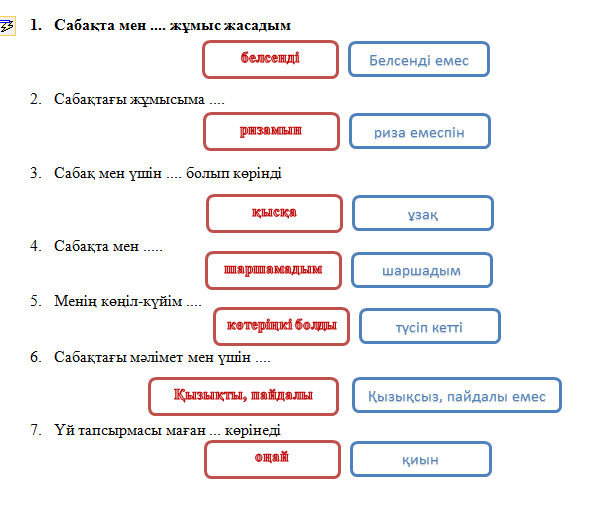 1. Сабақта мен .... жұмыс жасадым
белсенді Белсенді емес
2. Сабақтағы жұмысыма ....
ризамын риза емеспін
3. Сабақ мен үшін .... болып көрінді
қысқа ұзақ
4. Сабақта мен .....
шаршамадым шаршадым
5. Менің көңіл-күйім ....
көтеріңкі болды түсіп кетті
6. Сабақтағы мәлімет мен үшін ....
Қызықты, пайдалы Қызықсыз, пайдалы емес
7. Үй тапсырмасы маған ... көрінеді
оңай қиын